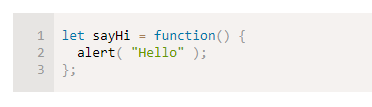 1 let sayHi = function() {
2   alert( "Hello" );
3 };